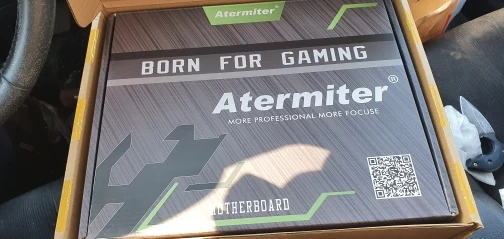 Atermiter®
BORN FOR GAMING
Atermiter®
MORE PROFESSIONAL MORE FOCUSE
MOTHERBOARD